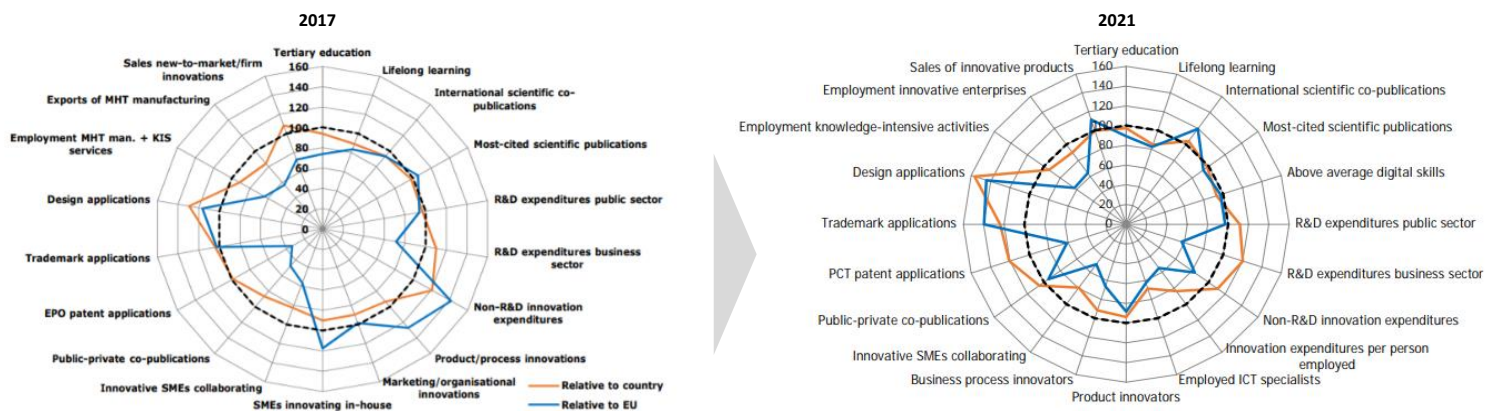 2017
Tertiary education
160
140
120
100
80
60
40
20
0
Lifelong learning
International scientific co-
publications
Most-cited scientific publications
R&D expenditures public sector
R&D expenditures business
sector
Non-R&D innovation
expenditures
Product/process innovations
Marketing/organisational
innovations
SMEs innovating in-house
Innovative SMEs collaborating
Public-private co-publications
EPO patent applications
Trademark applications
Design applications
Employment MHT man. + KIS
services
Exports of MHT manufacturing
Sales new-to-market/firm
innovations
Relative to country
Relative to EU
2021
Tertiary education
160
140
120
100
80
60
40
20
0
Lifelong learning
International scientific co-publications
Most-cited scientific publications
Above average digital skills
R&D expenditures public sector
R&D expenditures business sector
Non-R&D innovation expenditures
Innovation expenditures per person
employed
Employed ICT specialists
Product innovators
Business process innovators
Innovative SMEs collaborating
Public-private co-publications
PCT patent applications
Trademark applications
Design applications
Employment knowledge-intensive activities
Employment innovative enterprises
Sales of innovative products